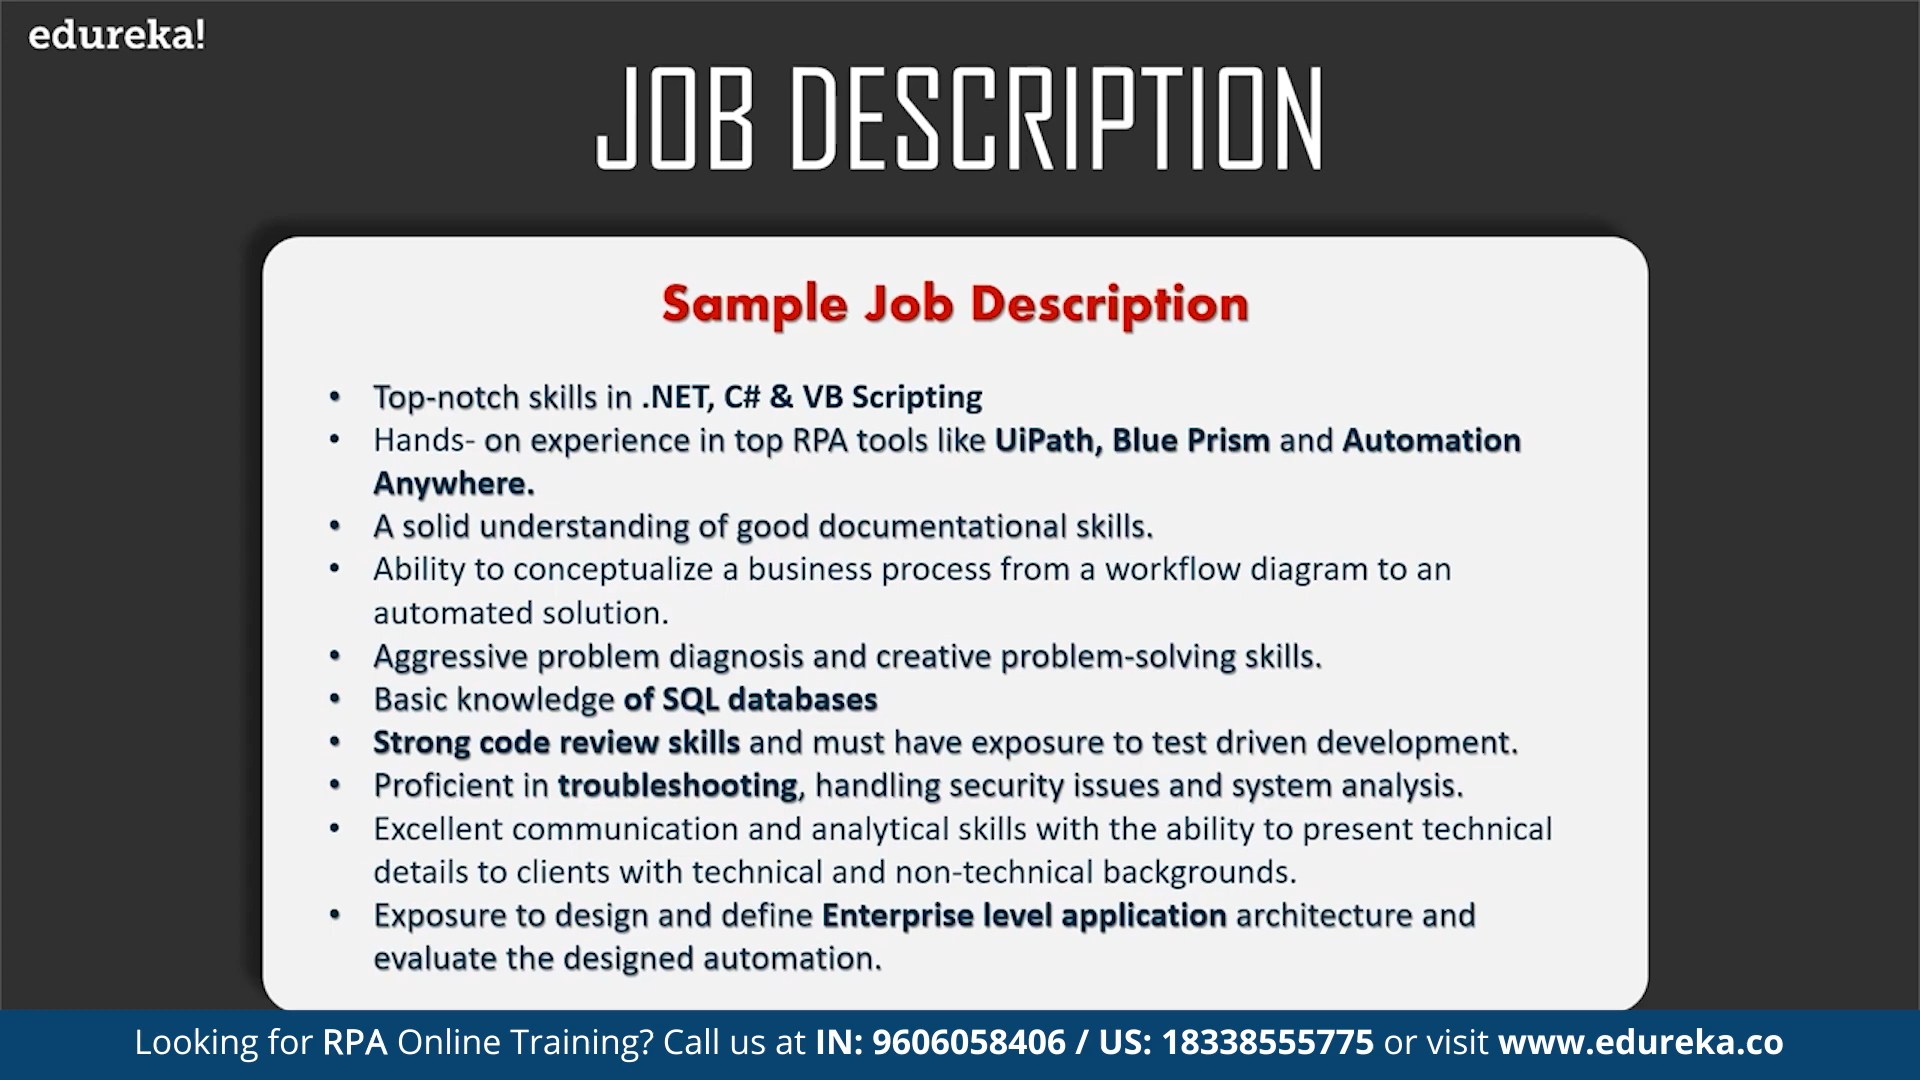 edureka!
JOB DESCRIPTION
Sample Job Description
• Top-notch skills in .NET, C# & VB Scripting
• Hands- on experience in top RPA tools like UiPath, Blue Prism and Automation
Anywhere.
• A solid understanding of good documentational skills.
• Ability to conceptualize a business process from a workflow diagram to an
automated solution.
• Aggressive problem diagnosis and creative problem-solving skills.
• Basic knowledge of SQL databases
• Strong code review skills and must have exposure to test driven development.
• Proficient in troubleshooting, handling security issues and system analysis.
• Excellent communication and analytical skills with the ability to present technical
details to clients with technical and non-technical backgrounds.
• Exposure to design and define Enterprise level application architecture and
evaluate the designed automation.
Looking for RPA Online Training? Call us at IN: 9606058406 / US: 18338555775 or visit www.edureka.co